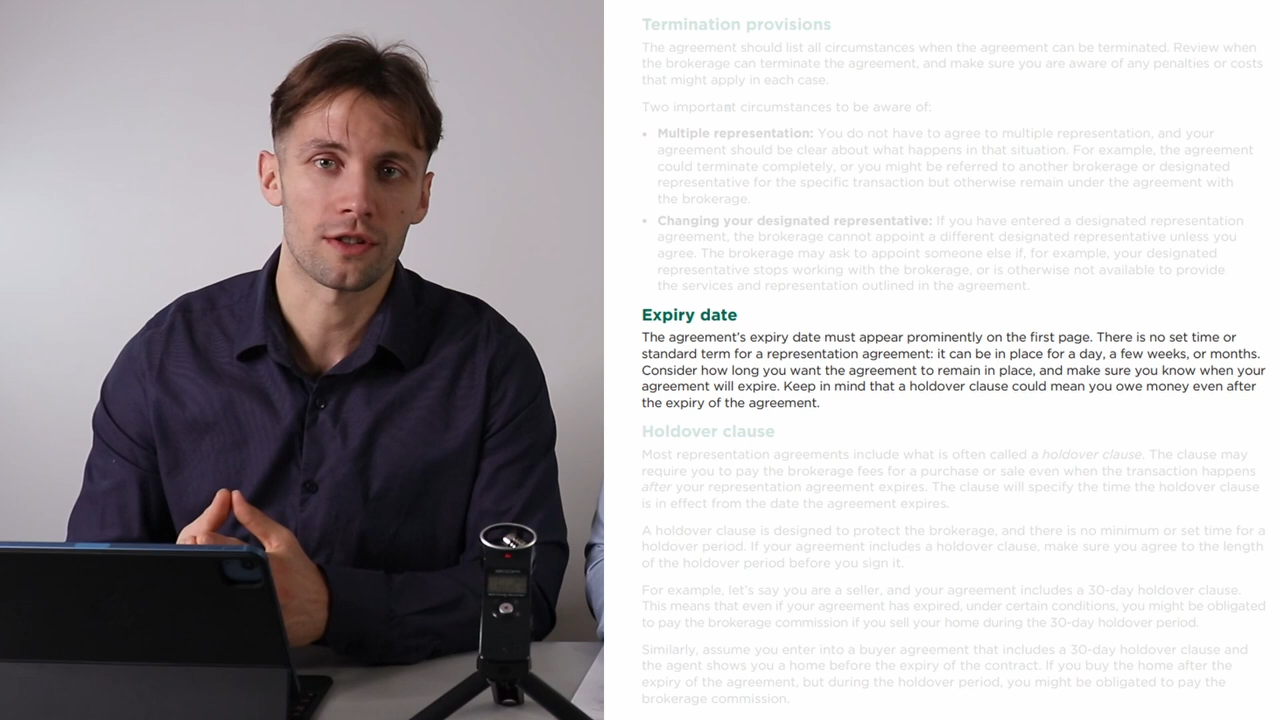 Termination provisions
The agreement should list all circumstances when the agreement can be terminated. Review when
the brokerage can terminate the agreement, and make sure you are aware of any penalties or costs
that might apply in each case.
Two important circumstances to be aware of:
• Multiple representation: You do not have to agree to multiple representation, and your
agreement should be clear about what happens in that situation. For example, the agreement
could terminate completely, or you might be referred to another brokerage or designated
representative for the specific transaction but otherwise remain under the agreement with
the brokerage.
• Changing your designated representative: If you have entered a designated representation
agreement, the brokerage cannot appoint a different designated representative unless you
agree. The brokerage may ask to appoint someone else if, for example, your designated
representative stops working with the brokerage, or is otherwise not available to provide
the services and representation outlined in the agreement.
Expiry date
The agreement’s expiry date must appear prominently on the first page. There is no set time or
standard term for a representation agreement: it can be in place for a day, a few weeks, or months.
Consider how long you want the agreement to remain in place, and make sure you know when your
agreement will expire. Keep in mind that a holdover clause could mean you owe money even after
the expiry of the agreement.
Holdover clause
Most representation agreements include what is often called a holdover clause. The clause may
require you to pay the brokerage fees for a purchase or sale even when the transaction happens
after your representation agreement expires. The clause will specify the time the holdover clause
is in effect from the date the agreement expires.
A holdover clause is designed to protect the brokerage, and there is no minimum or set time for a
holdover period. If your agreement includes a holdover clause, make sure you agree to the length
of the holdover period before you sign it.
For example, let’s say you are a seller, and your agreement includes a 30-day holdover clause.
This means that even if your agreement has expired, under certain conditions, you might be obligated
to pay the brokerage commission if you sell your home during the 30-day holdover period.
Similarly, assume you enter into a buyer agreement that includes a 30-day holdover clause and
the agent shows you a home before the expiry of the contract. If you buy the home after the
expiry of the agreement, but during the holdover period, you might be obligated to pay the
brokerage commission.